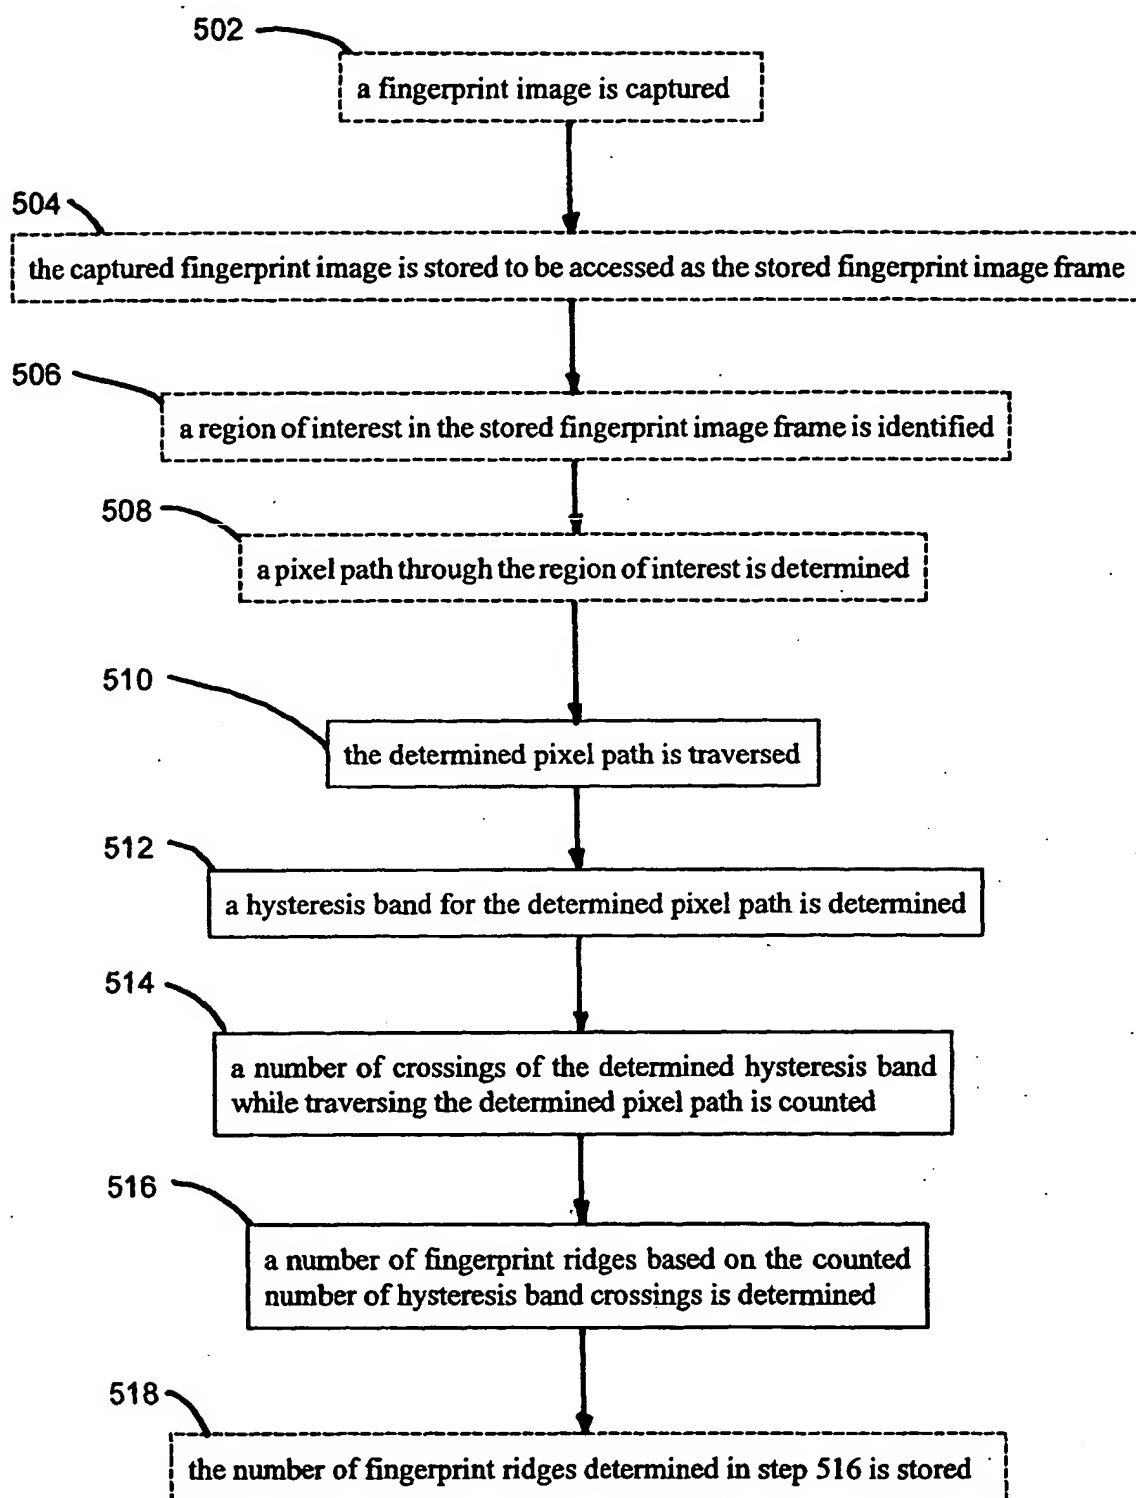 502
a fingerprint image is captured
504
the captured fingerprint image is stored to be accessed as the stored fingerprint image frame
506
a region of interest in the stored fingerprint image frame is identified
508
a pixel path through the region of interest is determined
510
the determined pixel path is traversed
512
a hysteresis band for the determined pixel path is determined
514
a number of crossings of the determined hysteresis band
while traversing the determined pixel path is counted
516
a number of fingerprint ridges based on the counted
number of hysteresis band crossings is determined
518
the number of fingerprint ridges determined in step 516 is stored